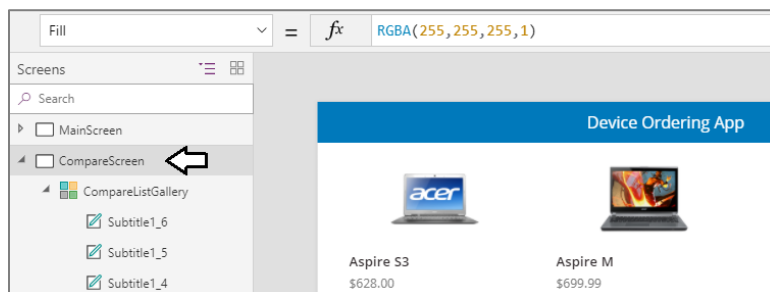 Fill = fx RGBA(255,255,255,1)
Screens
Search
MainScreen
CompareScreen
CompareListGallery
Subtitle1_6
Subtitle1_5
Subtitle1_4
Device Ordering App
acer
Aspire S3 Aspire M
$628.00 $699.99